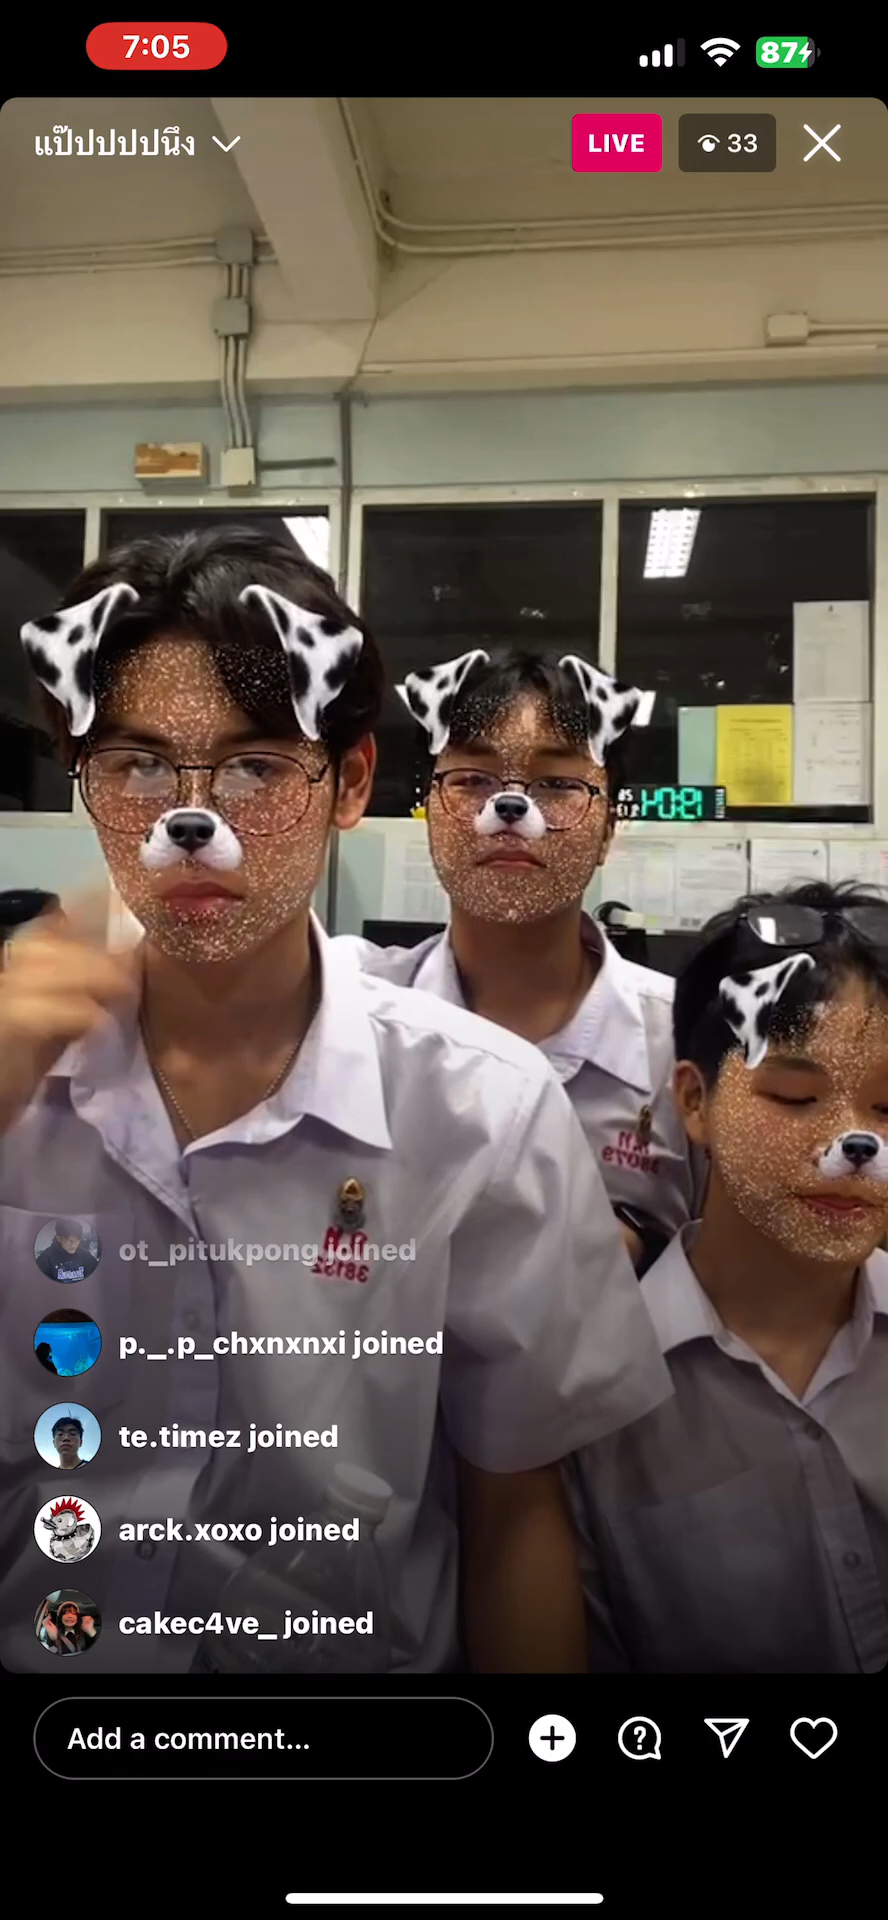 7:05
87
แป๊ปปปปนึง
LIVE
33
ot_pitukpong joined
p._.p_chxnxnxi joined
te.timez joined
arck.xoxo joined
cakec4ve_ joined
Add a comment...